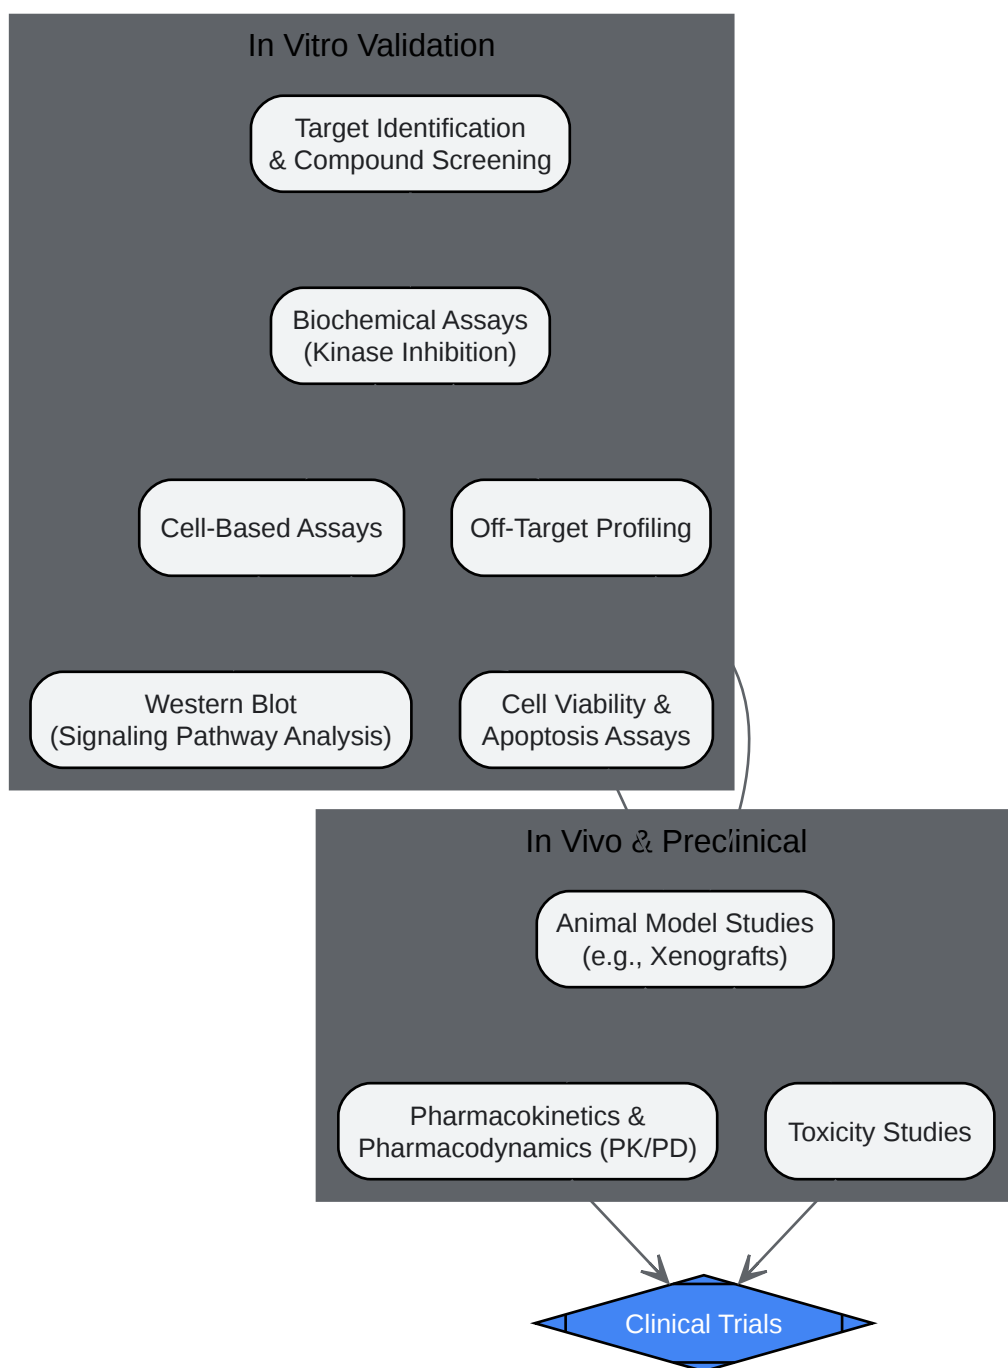 In Vitro Validation
Target Identification
& Compound Screening
Biochemical Assays
(Kinase Inhibition)
Cell-Based Assays
Off-Target Profiling
Western Blot
(Signaling Pathway Analysis)
Cell Viability &
Apoptosis Assays
In Vivo & Preclinical
Animal Model Studies
(e.g., Xenografts)
Pharmacokinetics &
Pharmacodynamics (PK/PD)
Toxicity Studies
Clinical Trials